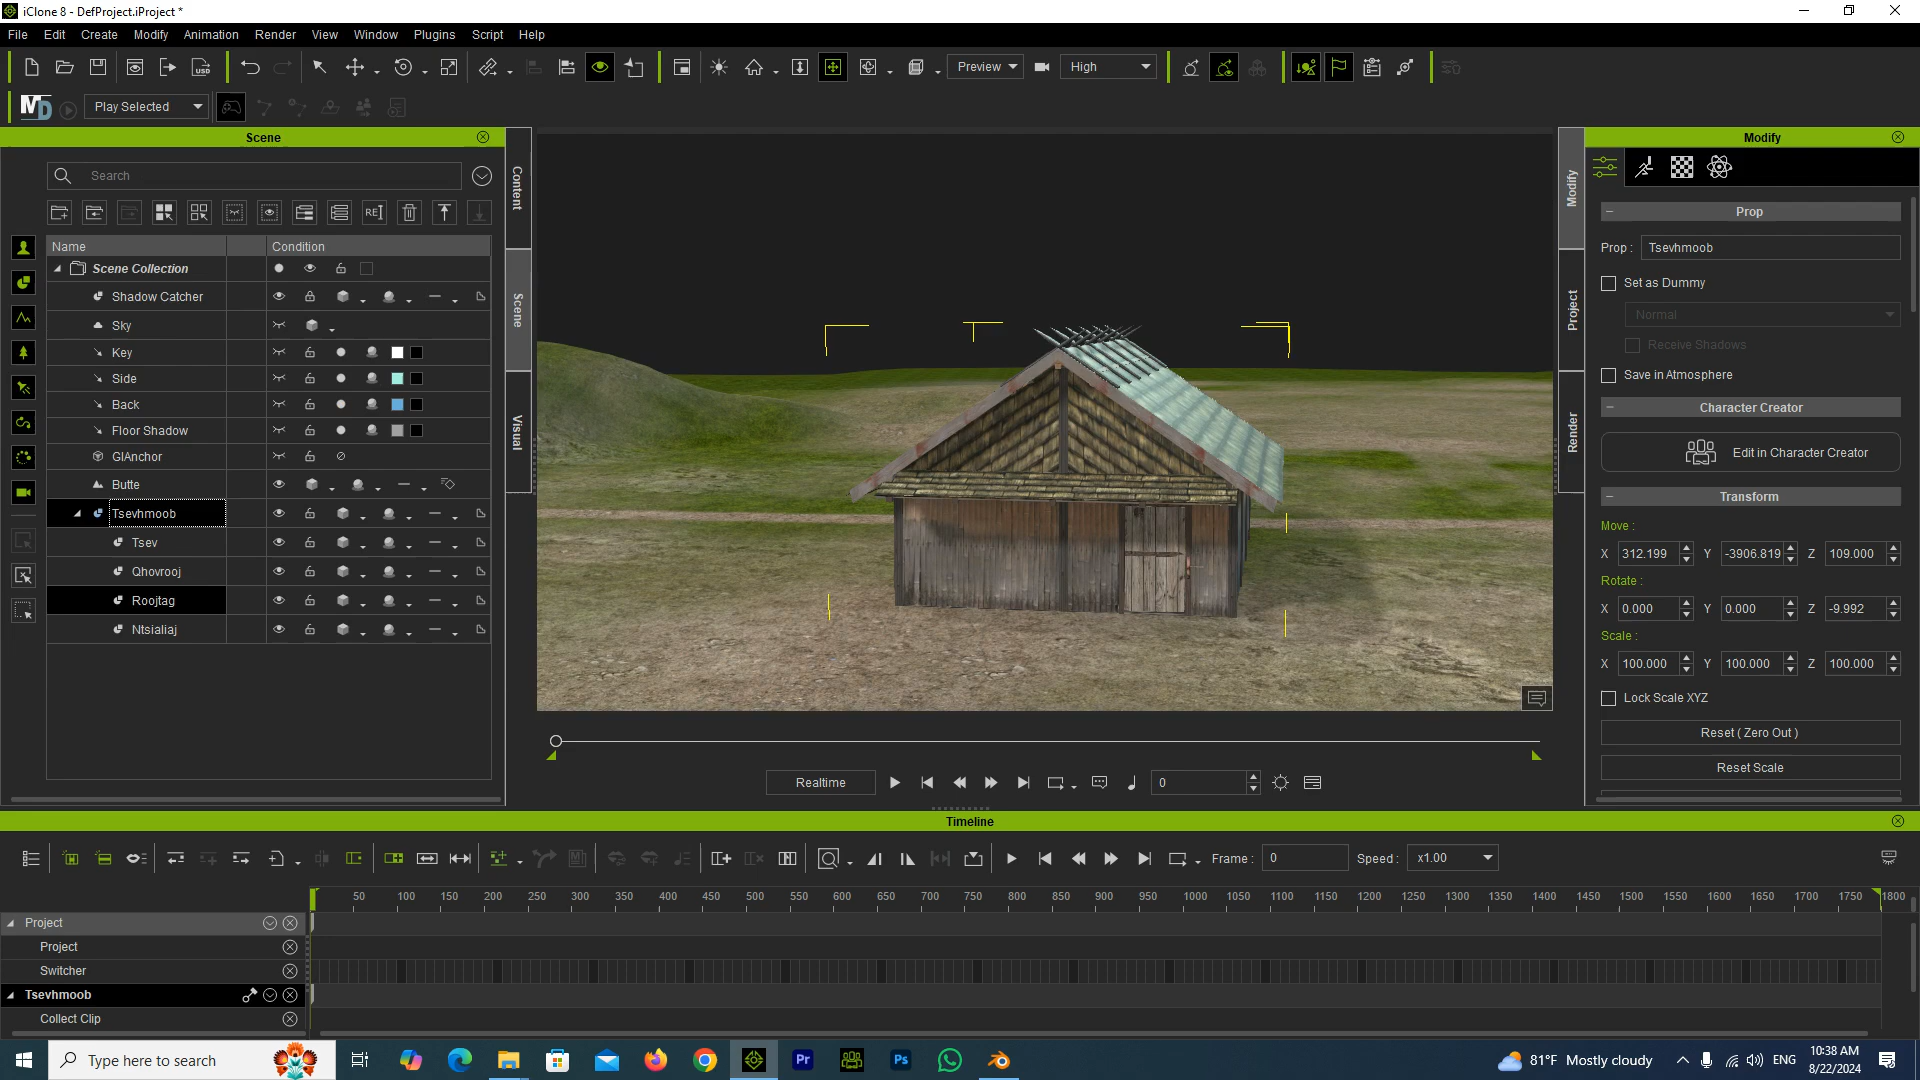 iClone 8 - DefProject.iProject *
File Edit Create Modify Animation Render View Window Plugins Script Help
Preview High
Play Selected
Scene
Search
Name Condition
Scene Collection
Shadow Catcher
Sky
Key
Side
Back
Floor Shadow
GIAnchor
Butte
Tsevhmoob
Tsev
Qhovrooj
Roojtag
Ntsialiaj
Content
Scene
Visual
Modify
Project
Render
Modify
Prop
Prop : Tsevhmoob
Set as Dummy
Normal
Receive Shadows
Save in Atmosphere
Character Creator
Edit in Character Creator
Transform
Move :
X 312.199 Y -3906.819 Z 109.000
Rotate :
X 0.000 Y 0.000 Z -9.992
Scale :
X 100.000 Y 100.000 Z 100.000
Lock Scale XYZ
Reset ( Zero Out )
Reset Scale
Realtime 0
Timeline
Frame : 0 Speed : x1.00
50 100 150 200 250 300 350 400 450 500 550 600 650 700 750 800 850 900 950 1000 1050 1100 1150 1200 1250 1300 1350 1400 1450 1500 1550 1600 1650 1700 1750 1800
Project
Project
Switcher
Tsevhmoob
Collect Clip
Type here to search
81°F Mostly cloudy
ENG
10:38 AM
8/22/2024